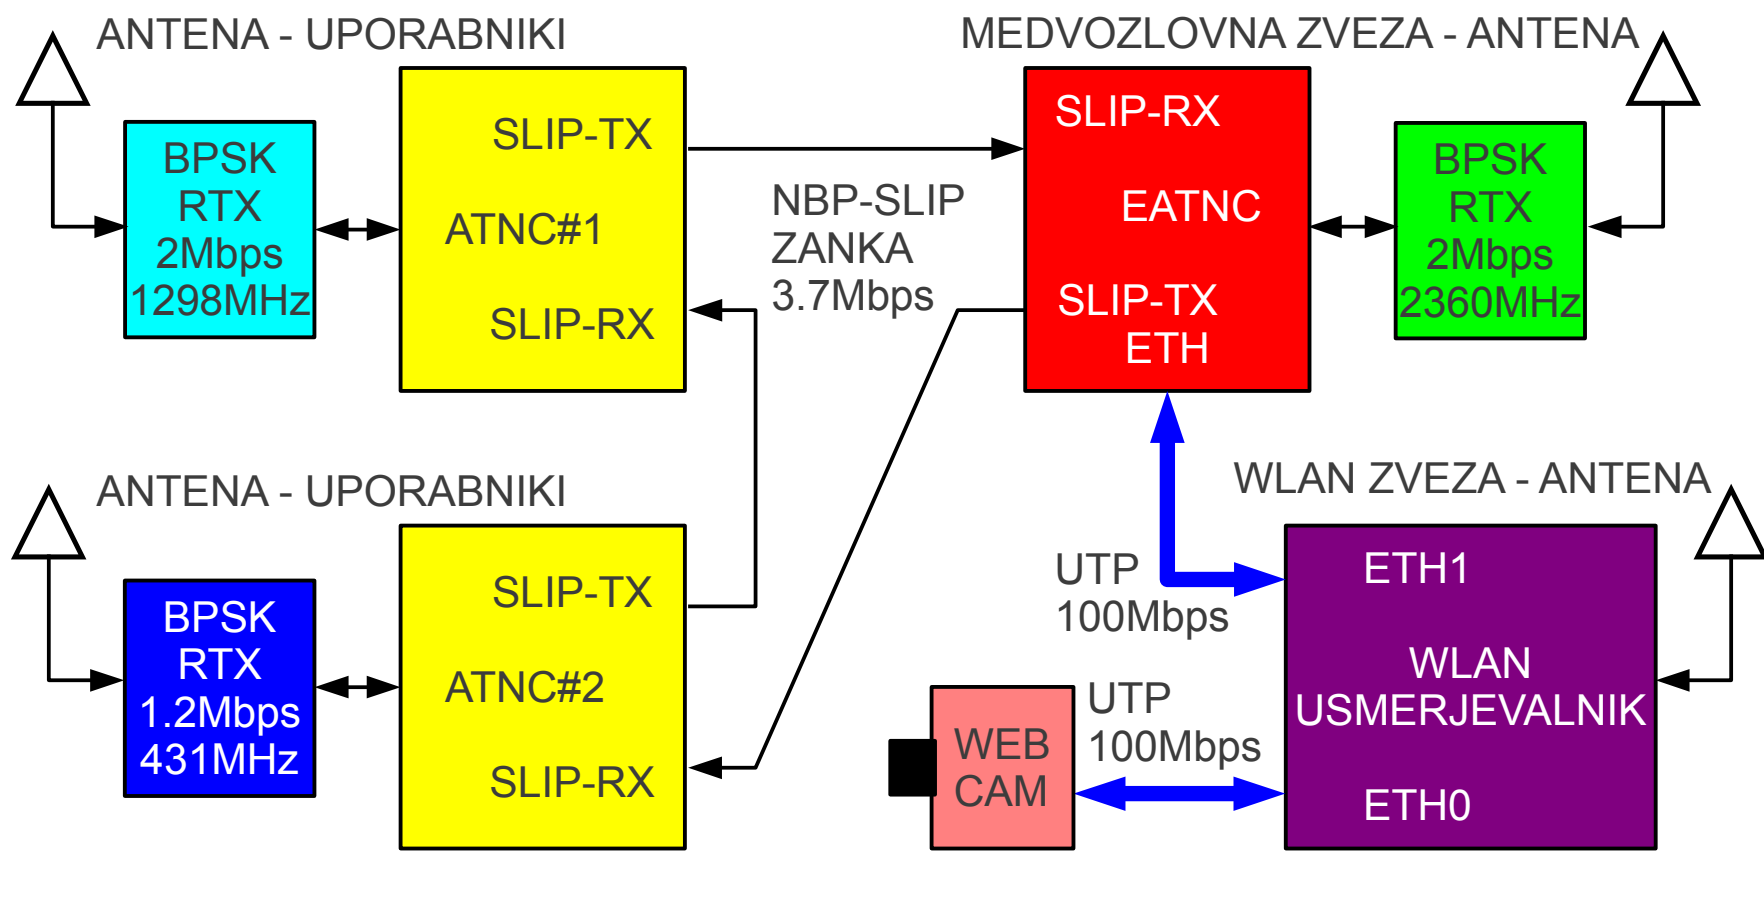 ANTENA - UPORABNIKI
MEDVOZLOVNA ZVEZA - ANTENA
BPSK
RTX
2Mbps
1298MHz
SLIP-TX
ATNC#1
SLIP-RX
NBP-SLIP
ZANKA
3.7Mbps
SLIP-RX
EATNC
SLIP-TX
ETH
BPSK
RTX
2Mbps
2360MHz
ANTENA - UPORABNIKI
WLAN ZVEZA - ANTENA
BPSK
RTX
1.2Mbps
431MHz
SLIP-TX
ATNC#2
SLIP-RX
UTP
100Mbps
WEB
CAM
UTP
100Mbps
ETH1
WLAN
USMERJEVALNIK
ETH0